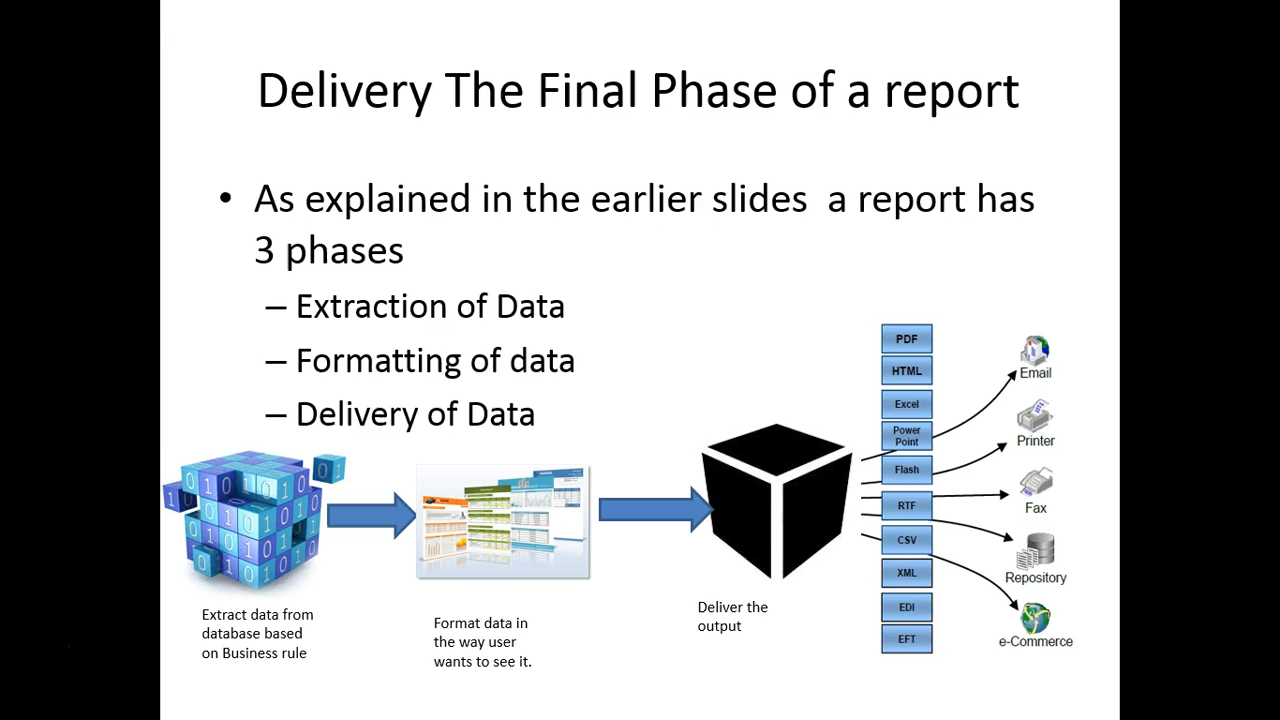 Delivery The Final Phase of a report
• As explained in the earlier slides a report has
3 phases
– Extraction of Data
– Formatting of data
– Delivery of Data
Extract data from
database based
on Business rule
Format data in
the way user
wants to see it.
Deliver the
output
PDF
HTML
Excel
Power
Point
Flash
RTF
CSV
XML
EDI
EFT
Email
Printer
Fax
Repository
e-Commerce